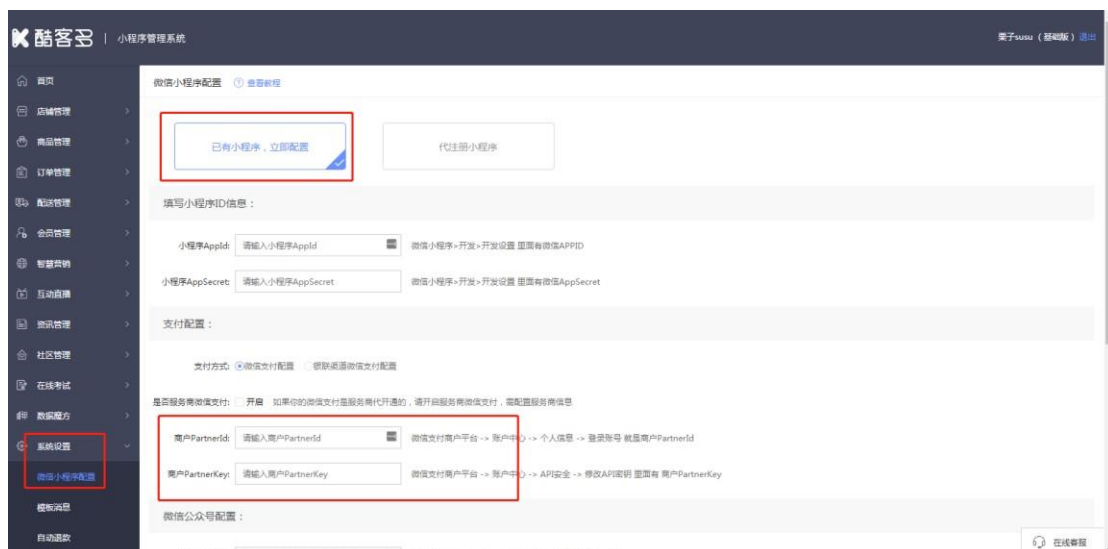 酷客多 | 小程序管理系统
栗子susu（基础版）退出
首页
店铺管理
商品管理
订单管理
配送管理
会员管理
智慧营销
互动直播
资讯管理
社区管理
在线考试
数据魔方
系统设置
微信小程序配置
模板消息
自动退款
微信小程序配置 ? 查看教程
已有小程序，立即配置
代注册小程序
填写小程序ID信息：
小程序AppId: 请输入小程序AppId 微信小程序>开发>开发设置 里面有微信APPID
小程序AppSecret: 请输入小程序AppSecret 微信小程序>开发>开发设置 里面有微信AppSecret
支付配置：
支付方式: 微信支付配置 银联渠道微信支付配置
是否服务商微信支付: 开启 如果你的微信支付是服务商代开通的，请开启服务商微信支付，需配置服务商信息
商户PartnerId: 请输入商户PartnerId 微信支付商户平台 -> 账户中心 -> 个人信息 -> 登录账号 就是商户PartnerId
商户PartnerKey: 请输入商户PartnerKey 微信支付商户平台 -> 账户中心 -> API安全 -> 修改API密钥 里面有 商户PartnerKey
微信公众号配置：
在线客服